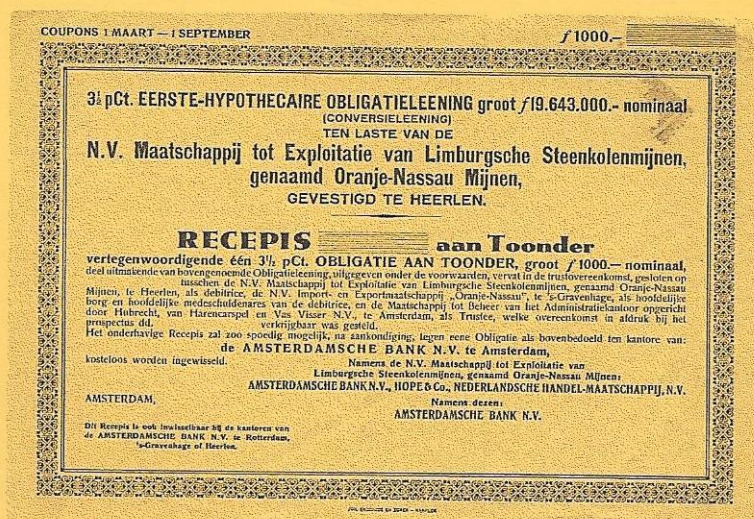 COUPONS 1 MAART — 1 SEPTEMBER
ƒ 1000.–
3½ pCt. EERSTE-HYPOTHECAIRE OBLIGATIELEENING groot ƒ19.643.000.- nominaal
(CONVERSIELEENING)
TEN LASTE VAN DE
N.V. Maatschappij tot Exploitatie van Limburgsche Steenkolenmijnen,
genaamd Oranje-Nassau Mijnen,
GEVESTIGD TE HEERLEN.
RECEPIS aan Toonder
vertegenwoordigende één 3½ pCt. OBLIGATIE AAN TOONDER, groot ƒ 1000.— nominaal,
deel uitmakende van bovengenoemde Obligatieleening, uitgegeven onder de voorwaarden, vervat in de trustovereenkomst, gesloten op
tusschen de N.V. Maatschappij tot Exploitatie van Limburgsche Steenkolenmijnen, genaamd Oranje-Nassau
Mijnen, te Heerlen, als debitrice, de N.V. Import- en Exportmaatschappij „Oranje-Nassau", te 's-Gravenhage, als hoofdelijke
borg en hoofdelijke medeschuldenares van de debitrice, en de Maatschappij tot Beheer van het Administratiekantoor opgericht
door Hubrecht, van Harencarspel en Vas Visser N.V., te Amsterdam, als Trustee, welke overeenkomst in afdruk bij het
prospectus dd. verkrijgbaar was gesteld.
Het onderhavige Recepis zal zoo spoedig mogelijk, na aankondiging, tegen eene Obligatie als bovenbedoeld ten kantore van:
de AMSTERDAMSCHE BANK N.V. te Amsterdam,
kosteloos worden ingewisseld.
Namens de N.V. Maatschappij tot Exploitatie van
Limburgsche Steenkolenmijnen, genaamd Oranje-Nassau Mijnen:
AMSTERDAMSCHE BANK N.V., HOPE & Co., NEDERLANDSCHE HANDEL-MAATSCHAPPIJ, N.V.
AMSTERDAM,
Namens dezen:
AMSTERDAMSCHE BANK N.V.
Dit Recepis is ook inwisselbaar bij de kantoren van
de AMSTERDAMSCHE BANK N.V. te Rotterdam,
's-Gravenhage of Heerlen.
JOH. ENSCHEDÉ EN ZONEN – HAARLEM